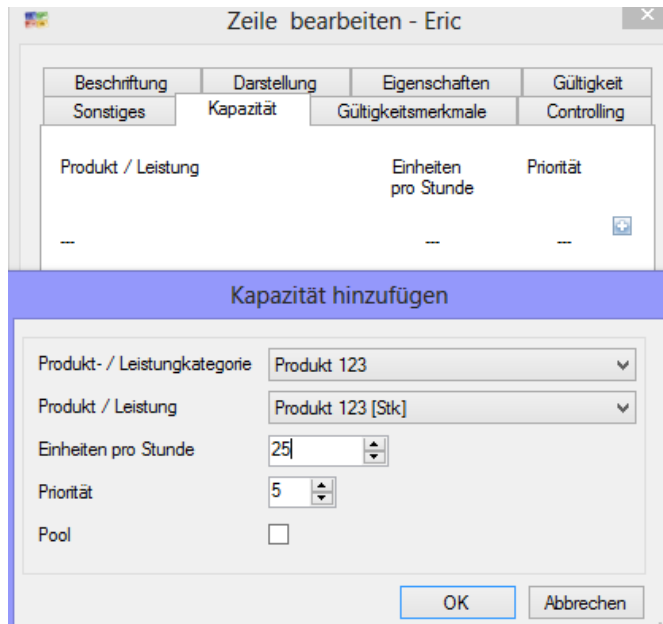 Zeile bearbeiten - Eric
Beschriftung Darstellung Eigenschaften Gültigkeit
Sonstiges Kapazität Gültigkeitsmerkmale Controlling
Produkt / Leistung Einheiten pro Stunde Priorität
--- --- ---
Kapazität hinzufügen
Produkt- / Leistungkategorie Produkt 123
Produkt / Leistung Produkt 123 [Stk]
Einheiten pro Stunde 25
Priorität 5
Pool
OK Abbrechen